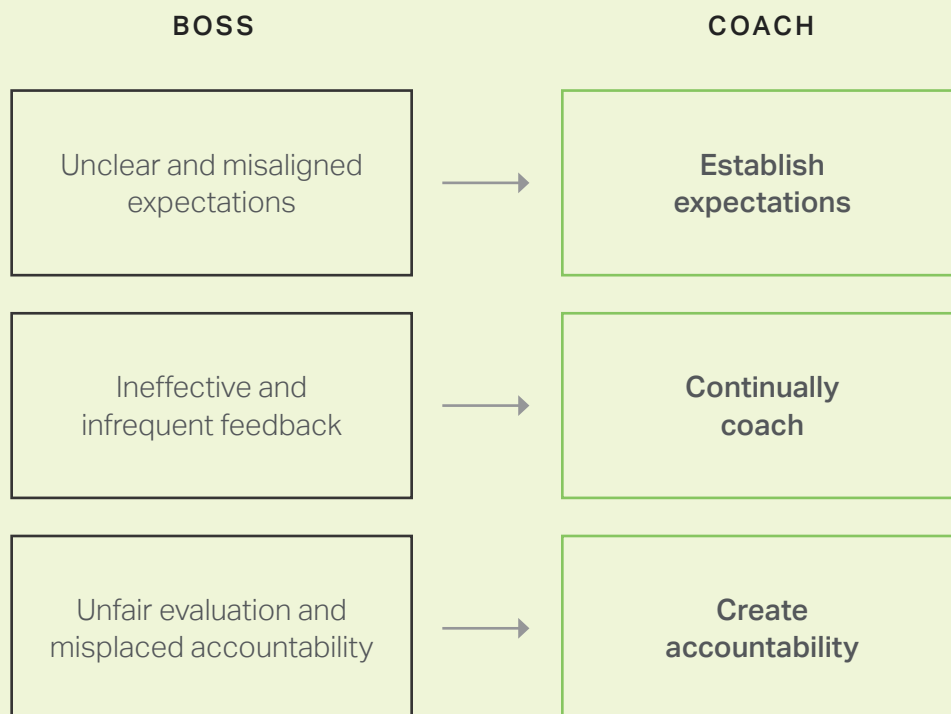 BOSS
COACH
Unclear and misaligned
expectations
Establish
expectations
Ineffective and
infrequent feedback
Continually
coach
Unfair evaluation and
misplaced accountability
Create
accountability